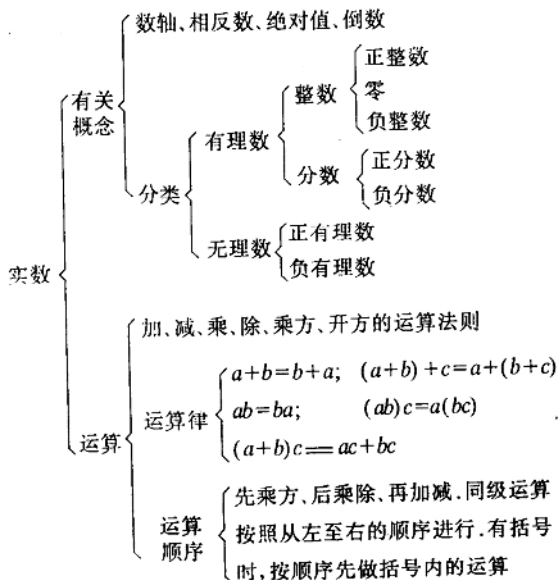 数轴、相反数、绝对值、倒数
正整数
整数
零
有关
概念
负整数
有理数
正分数
分数
负分数
分类
正有理数
无理数
负有理数
实数
加、减、乘、除、乘方、开方的运算法则
a+b=b+a; (a+b)+c=a+(b+c)
运算律
ab=ba; (ab)c=a(bc)
(a+b)c==ac+bc
运算
先乘方、后乘除、再加减.同级运算
运算
顺序
按照从左至右的顺序进行.有括号
时,按顺序先做括号内的运算